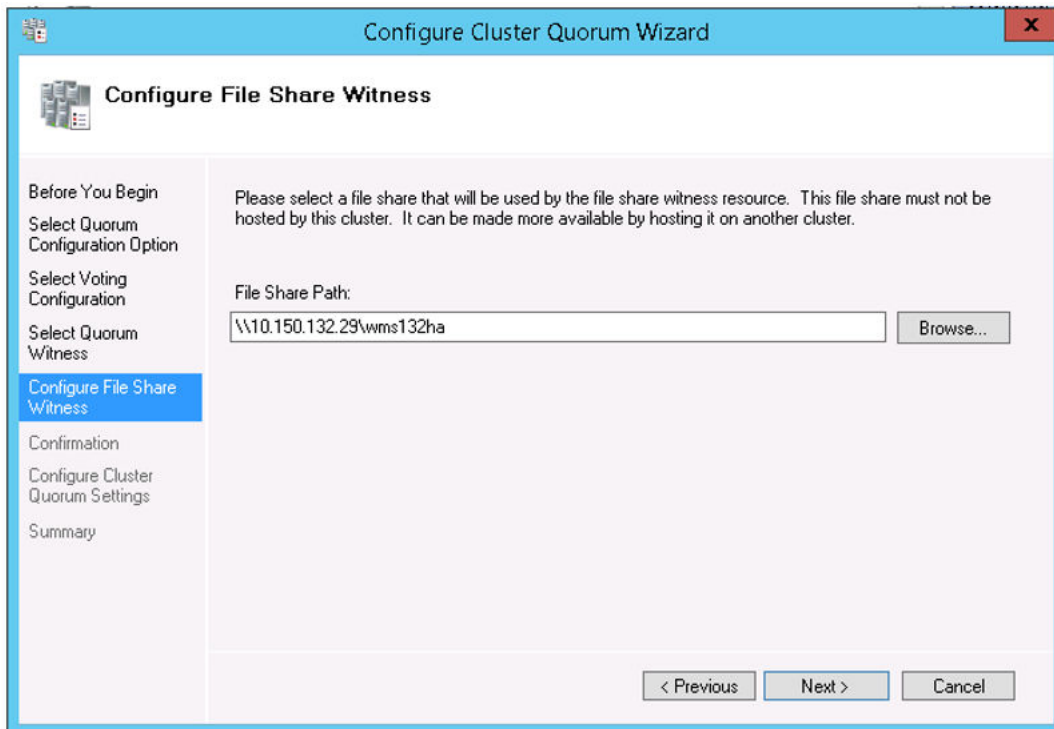 Configure Cluster Quorum Wizard
x
Configure File Share Witness
Before You Begin
Select Quorum
Configuration Option
Select Voting
Configuration
Select Quorum
Witness
Configure File Share
Witness
Confirmation
Configure Cluster
Quorum Settings
Summary
Please select a file share that will be used by the file share witness resource. This file share must not be
hosted by this cluster. It can be made more available by hosting it on another cluster.
File Share Path:
\\10.150.132.29\wms132ha
Browse...
< Previous
Next >
Cancel